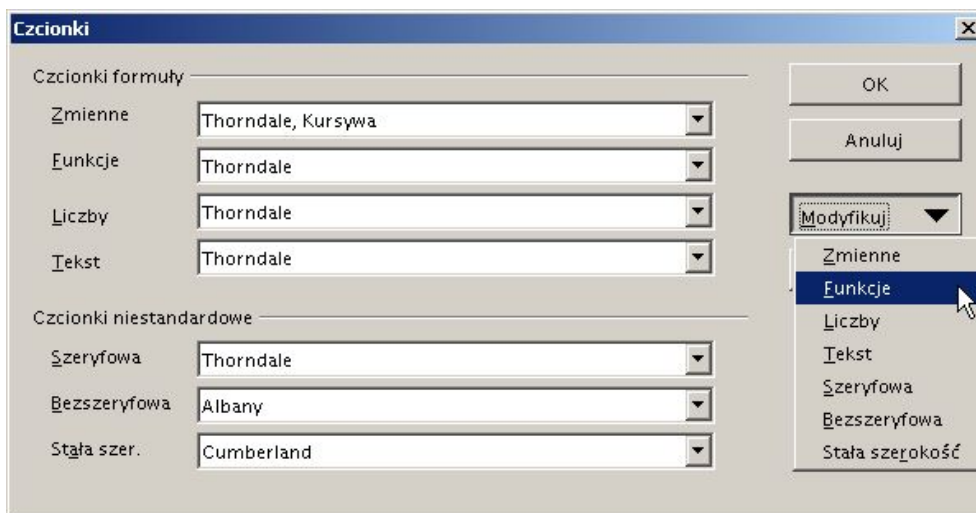 Czcionki
Czcionki formuły
OK
Zmienne
Thorndale, Kursywa
Anuluj
Funkcje
Thorndale
Liczby
Thorndale
Modyfikuj
Tekst
Thorndale
Zmienne
Funkcje
Czcionki niestandardowe
Liczby
Szeryfowa
Thorndale
Tekst
Szeryfowa
Bezszeryfowa
Albany
Bezszeryfowa
Stała szer.
Cumberland
Stała szerokość